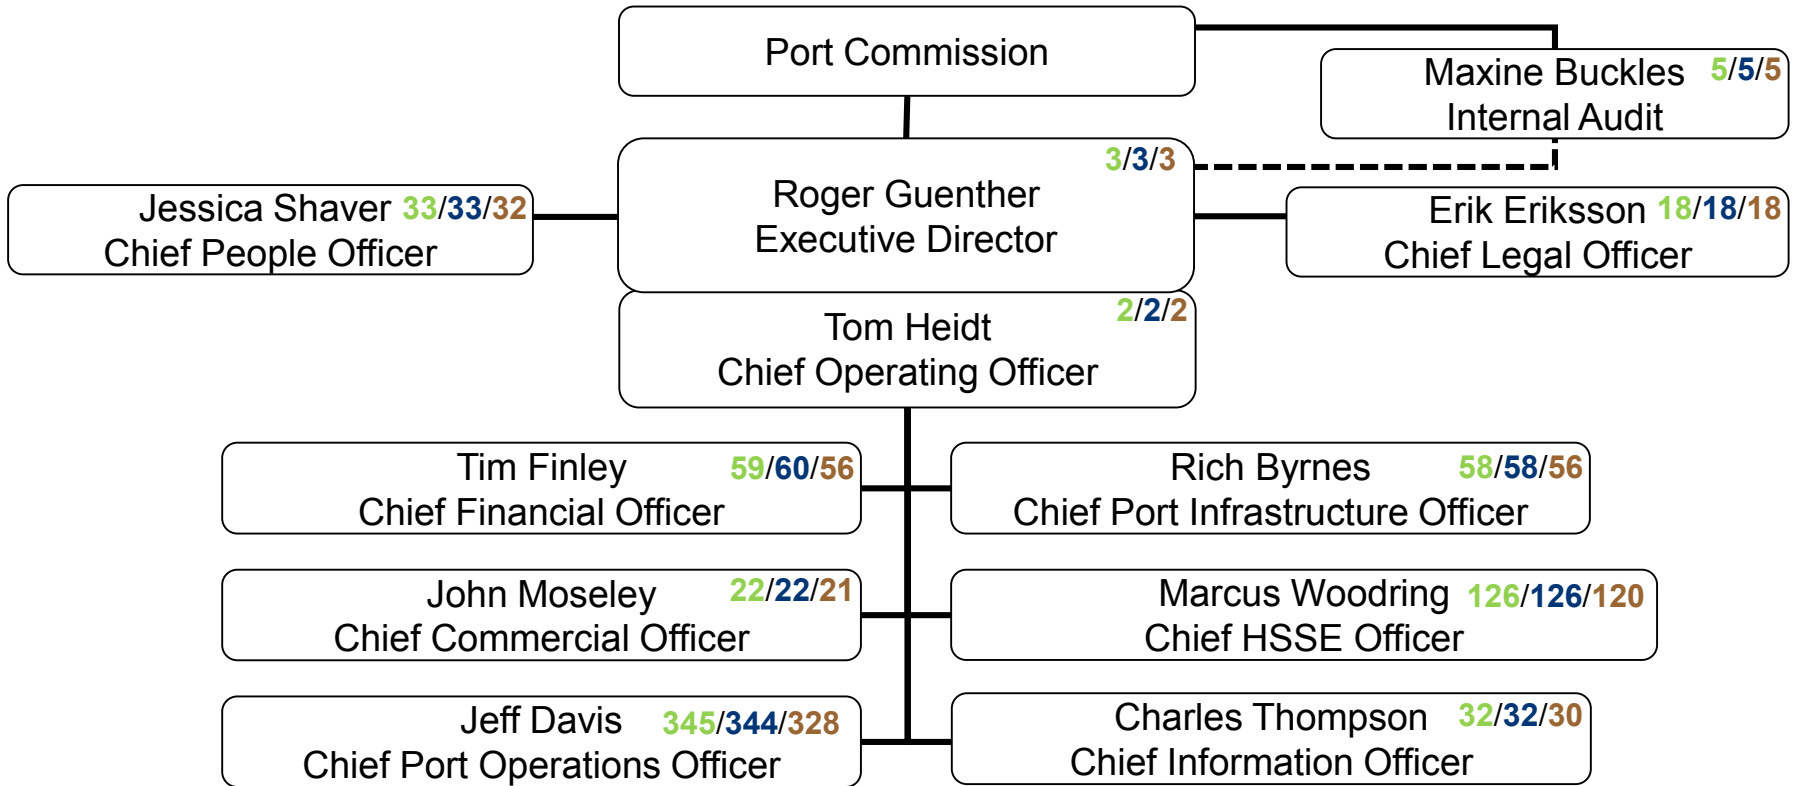 Port Commission
Maxine Buckles 5/5/5
Internal Audit
3/3/3
Roger Guenther
Executive Director
Jessica Shaver 33/33/32
Chief People Officer
Erik Eriksson 18/18/18
Chief Legal Officer
2/2/2
Tom Heidt
Chief Operating Officer
Tim Finley 59/60/56
Chief Financial Officer
Rich Byrnes 58/58/56
Chief Port Infrastructure Officer
John Moseley 22/22/21
Chief Commercial Officer
Marcus Woodring 126/126/120
Chief HSSE Officer
Jeff Davis 345/344/328
Chief Port Operations Officer
Charles Thompson 32/32/30
Chief Information Officer